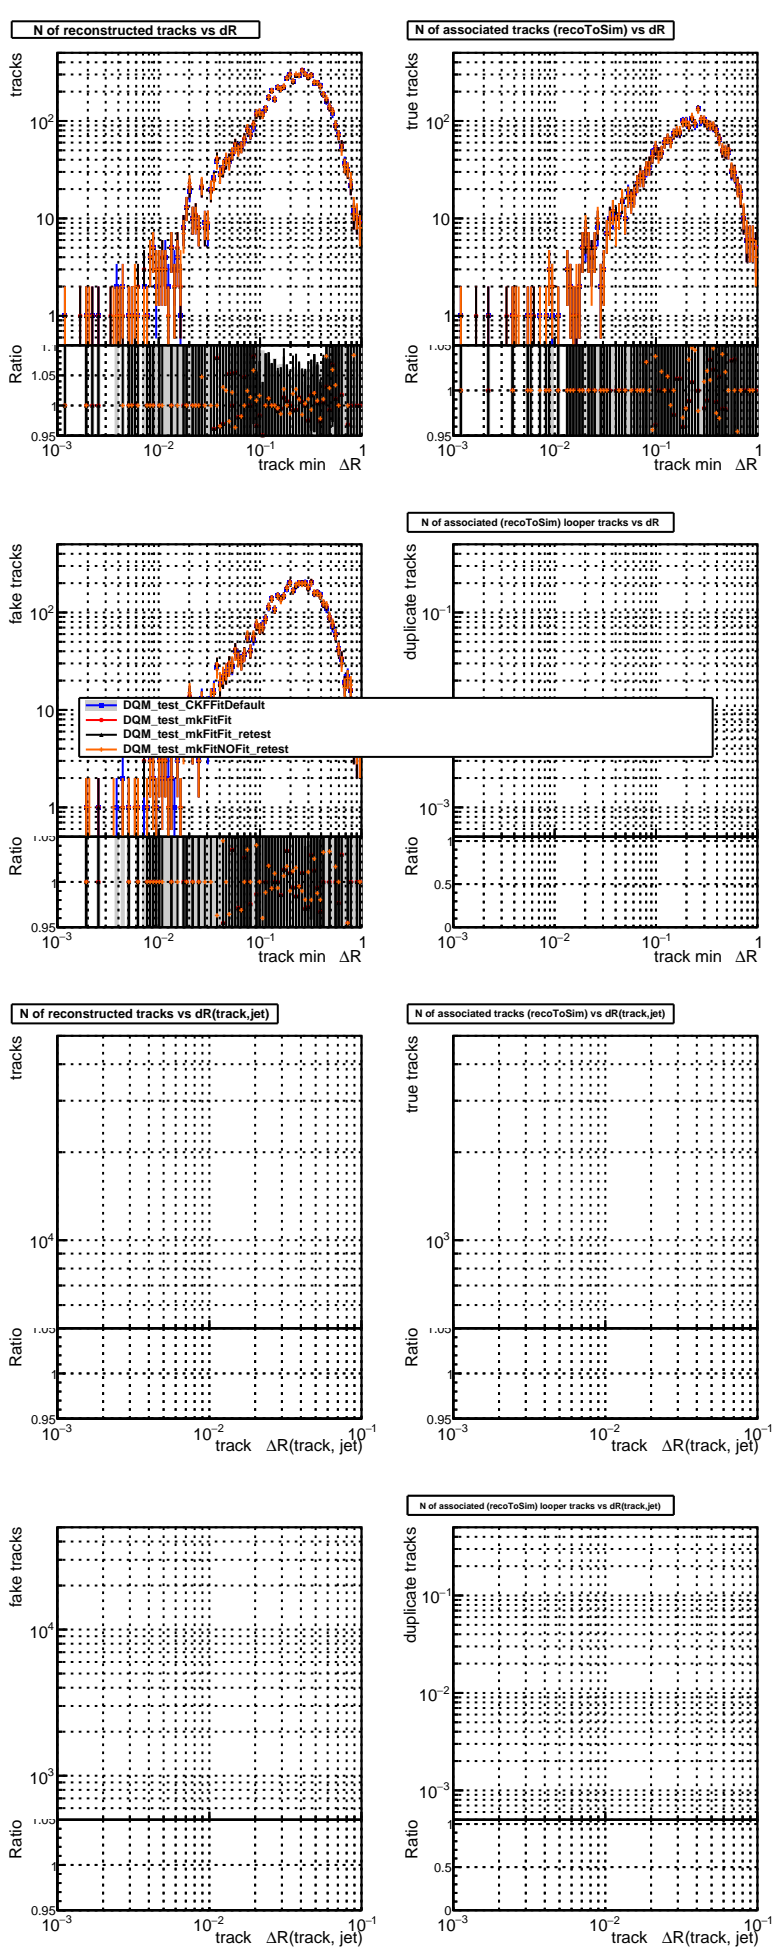 N of reconstructed tracks vs dR
tracks
10²
10
1
Ratio
1.05
1
0.95
10⁻³
10⁻²
10⁻¹
1
track min ΔR
N of associated tracks (recoToSim) vs dR
true tracks
10²
10
1
Ratio
1.05
1
0.95
10⁻³
10⁻²
10⁻¹
1
track min ΔR
fake tracks
10²
10
1
Ratio
1.05
1
0.95
10⁻³
10⁻²
10⁻¹
1
track min ΔR
N of associated (recoToSim) looper tracks vs dR
duplicate tracks
10⁻¹
10⁻³
Ratio
1
0.5
0
10⁻³
10⁻²
10⁻¹
1
track min ΔR
DQM_test_CKFFitDefault
DQM_test_mkFitFit
DQM_test_mkFitFit_retest
DQM_test_mkFitNOFit_retest
N of reconstructed tracks vs dR(track,jet)
tracks
10⁴
Ratio
1.05
1
0.95
10⁻³
10⁻²
10⁻¹
track ΔR(track, jet)
N of associated tracks (recoToSim) vs dR(track,jet)
true tracks
10³
Ratio
1.05
1
0.95
10⁻³
10⁻²
10⁻¹
track ΔR(track, jet)
fake tracks
10⁴
10³
Ratio
1.05
1
0.95
10⁻³
10⁻²
10⁻¹
track ΔR(track, jet)
N of associated (recoToSim) looper tracks vs dR(track,jet)
duplicate tracks
10⁻¹
10⁻²
10⁻³
Ratio
1
0.5
0
10⁻³
10⁻²
10⁻¹
track ΔR(track, jet)